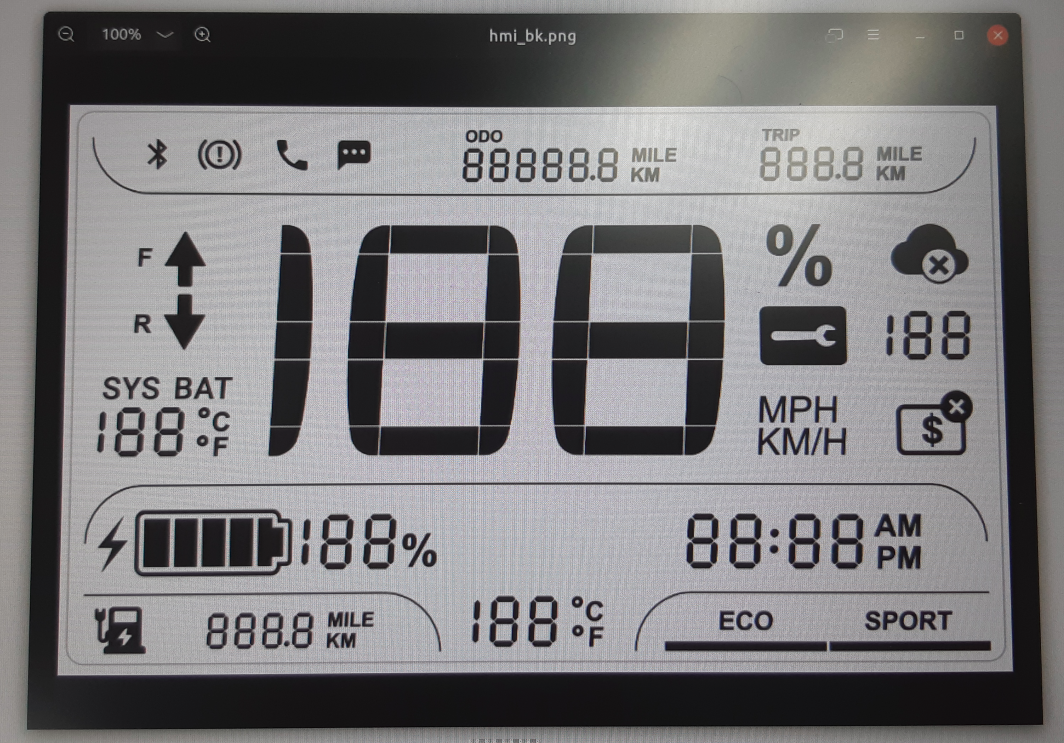 100%
hmi_bk.png
ODO
88888.8 MILE
KM
TRIP
888.8 MILE
KM
F
R
188
%
188
SYS BAT
188 °C
°F
MPH
KM/H
$
188%
88:88 AM
PM
888.8 MILE
KM
188 °C
°F
ECO SPORT